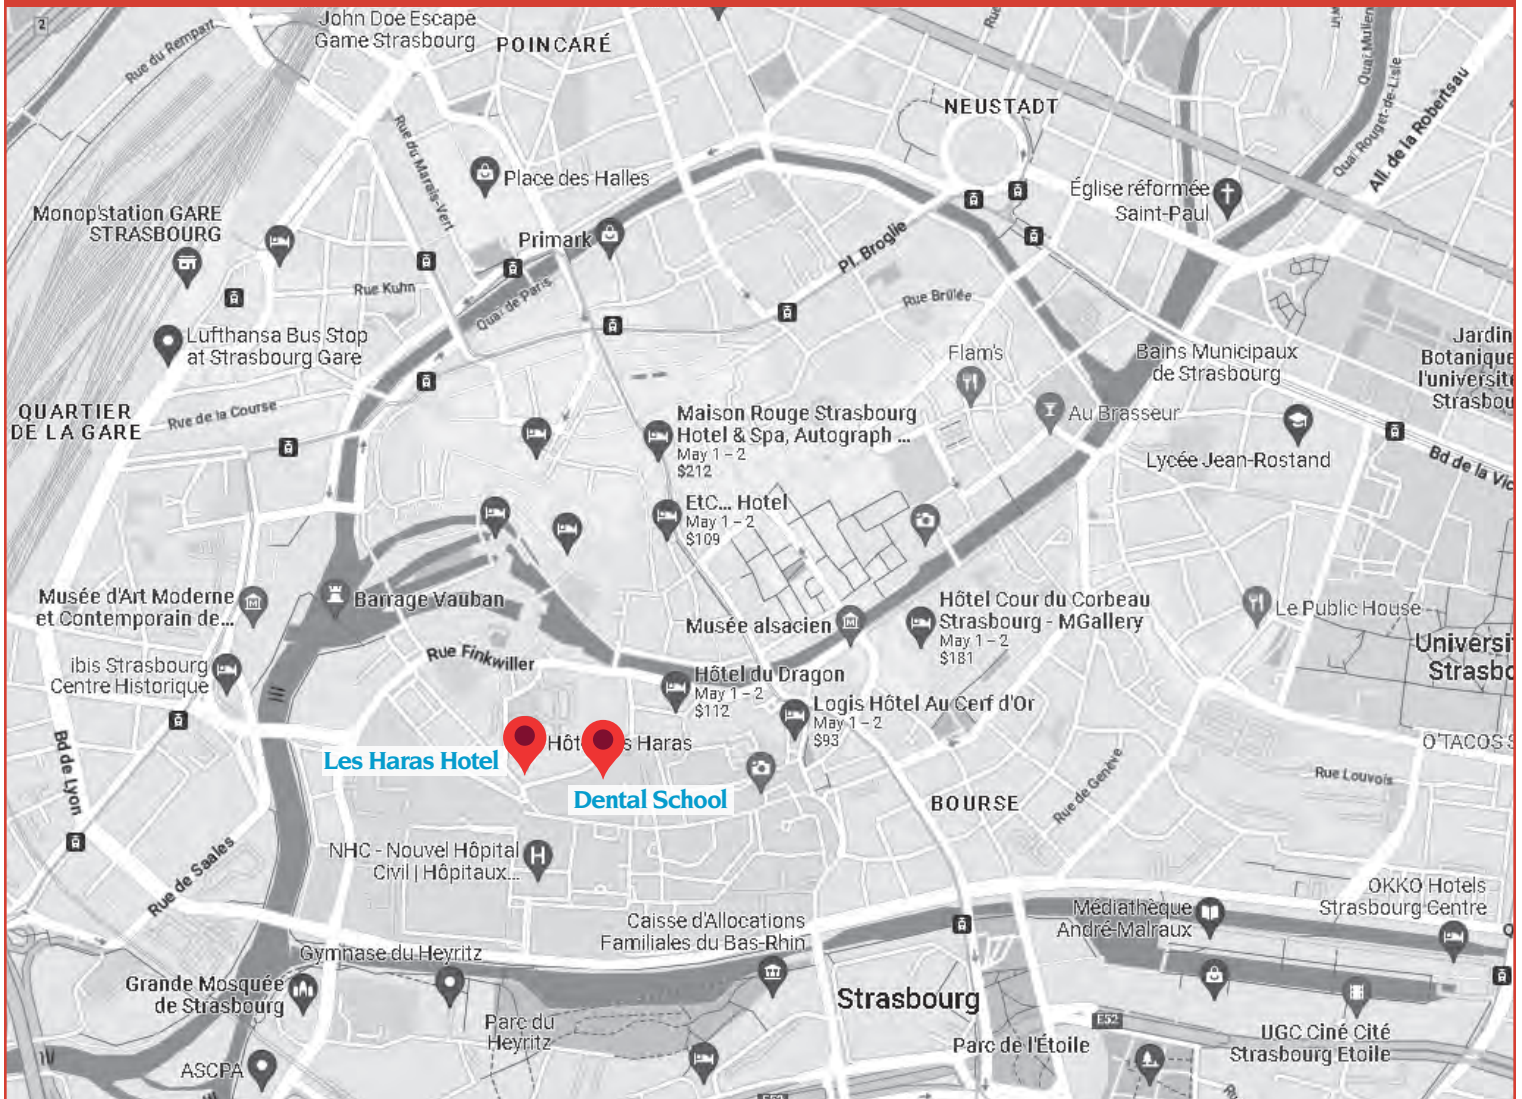 2
John Doe Escape
Game Strasbourg
POINCARÉ
Rue du Rempart
Rue du Marais-Vert
NEUSTADT
Quai Rouget-de-Lisle
All. de la Robertsau
Place des Halles
Église réformée
Saint-Paul
Monop'station GARE
STRASBOURG
Primark
Pl. Broglie
Rue Kuhn
Quai de Paris
Rue Brûlée
Lufthansa Bus Stop
at Strasbourg Gare
Flam's
Bains Municipaux
de Strasbourg
Jardin
Botanique
l'université
Strasbou
QUARTIER
DE LA GARE
Rue de la Course
Maison Rouge Strasbourg
Hotel & Spa, Autograph ...
May 1 – 2
$212
Au Brasseur
Lycée Jean-Rostand
Bd de la Vic
EtC... Hotel
May 1 – 2
$109
Musée d'Art Moderne
et Contemporain de...
Barrage Vauban
Musée alsacien
Hôtel Cour du Corbeau
Strasbourg - MGallery
May 1 – 2
$181
Le Public House
Universi
Strasbo
Rue Finkwiller
ibis Strasbourg
Centre Historique
Hôtel du Dragon
May 1 – 2
$112
Logis Hôtel Au Cerf d'Or
May 1 – 2
$93
Les Haras Hotel
Hôt s Haras
Dental School
Bd de Lyon
O'TACOS S
Rue Louvois
Rue de Genève
BOURSE
NHC - Nouvel Hôpital
Civil | Hôpitaux...
Rue de Saales
OKKO Hotels
Strasbourg Centre
Médiathèque
André-Malraux
Caisse d'Allocations
Familiales du Bas-Rhin
Gymnase du Heyritz
Grande Mosquée
de Strasbourg
Strasbourg
Parc du
Heyritz
E52
Parc de l'Étoile
UGC Ciné Cité
Strasbourg Etoile
ASCPA
E52